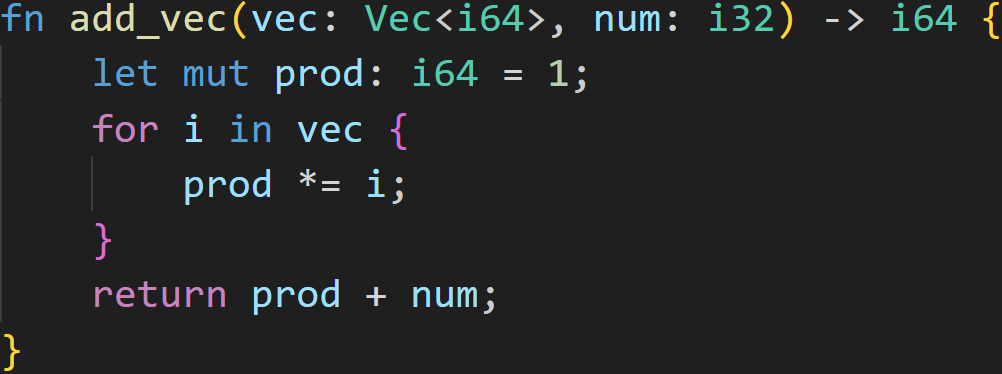 fn add_vec(vec: Vec<i64>, num: i32) -> i64 {
    let mut prod: i64 = 1;
    for i in vec {
        prod *= i;
    }
    return prod + num;
}